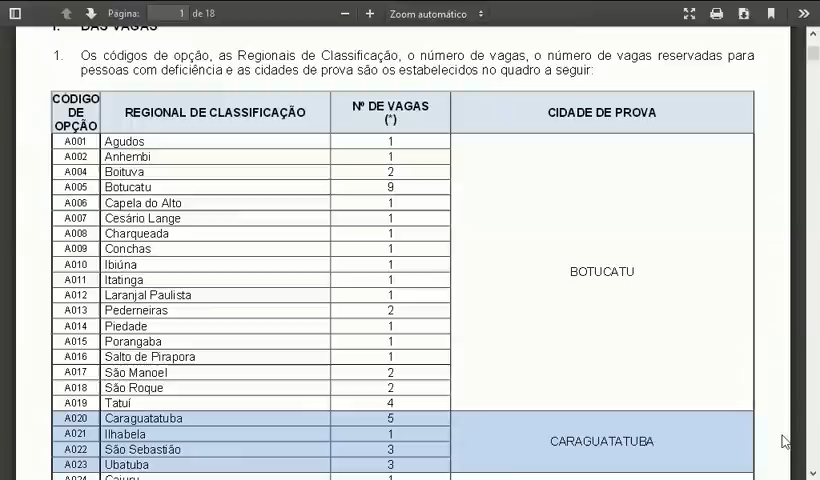 Página: 1 de 18 Zoom automático
I. DAS VAGAS
1. Os códigos de opção, as Regionais de Classificação, o número de vagas, o número de vagas reservadas para
pessoas com deficiência e as cidades de prova são os estabelecidos no quadro a seguir:
CÓDIGO DE OPÇÃO REGIONAL DE CLASSIFICAÇÃO Nº DE VAGAS (*) CIDADE DE PROVA
A001 Agudos 1
A002 Anhembi 1
A004 Boituva 2
A005 Botucatu 9
A006 Capela do Alto 1
A007 Cesário Lange 1
A008 Charqueada 1
A009 Conchas 1
A010 Ibiúna 1
BOTUCATU
A011 Itatinga 1
A012 Laranjal Paulista 1
A013 Pederneiras 2
A014 Piedade 1
A015 Porangaba 1
A016 Salto de Pirapora 1
A017 São Manoel 2
A018 São Roque 2
A019 Tatuí 4
A020 Caraguatatuba 5
A021 Ilhabela 1
CARAGUATATUBA
A022 São Sebastião 3
A023 Ubatuba 3